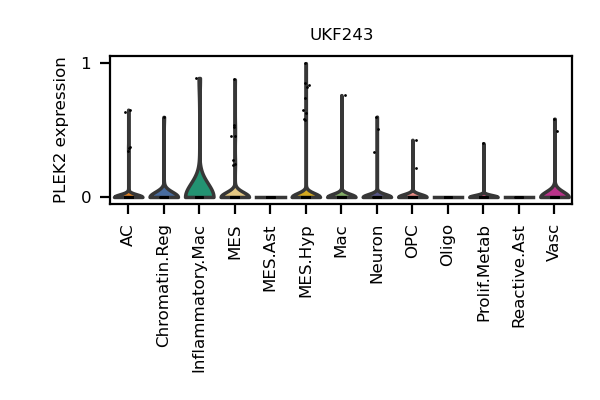 UKF243
PLEK2 expression
1
0
AC
Chromatin.Reg
Inflammatory.Mac
MES
MES.Ast
MES.Hyp
Mac
Neuron
OPC
Oligo
Prolif.Metab
Reactive.Ast
Vasc